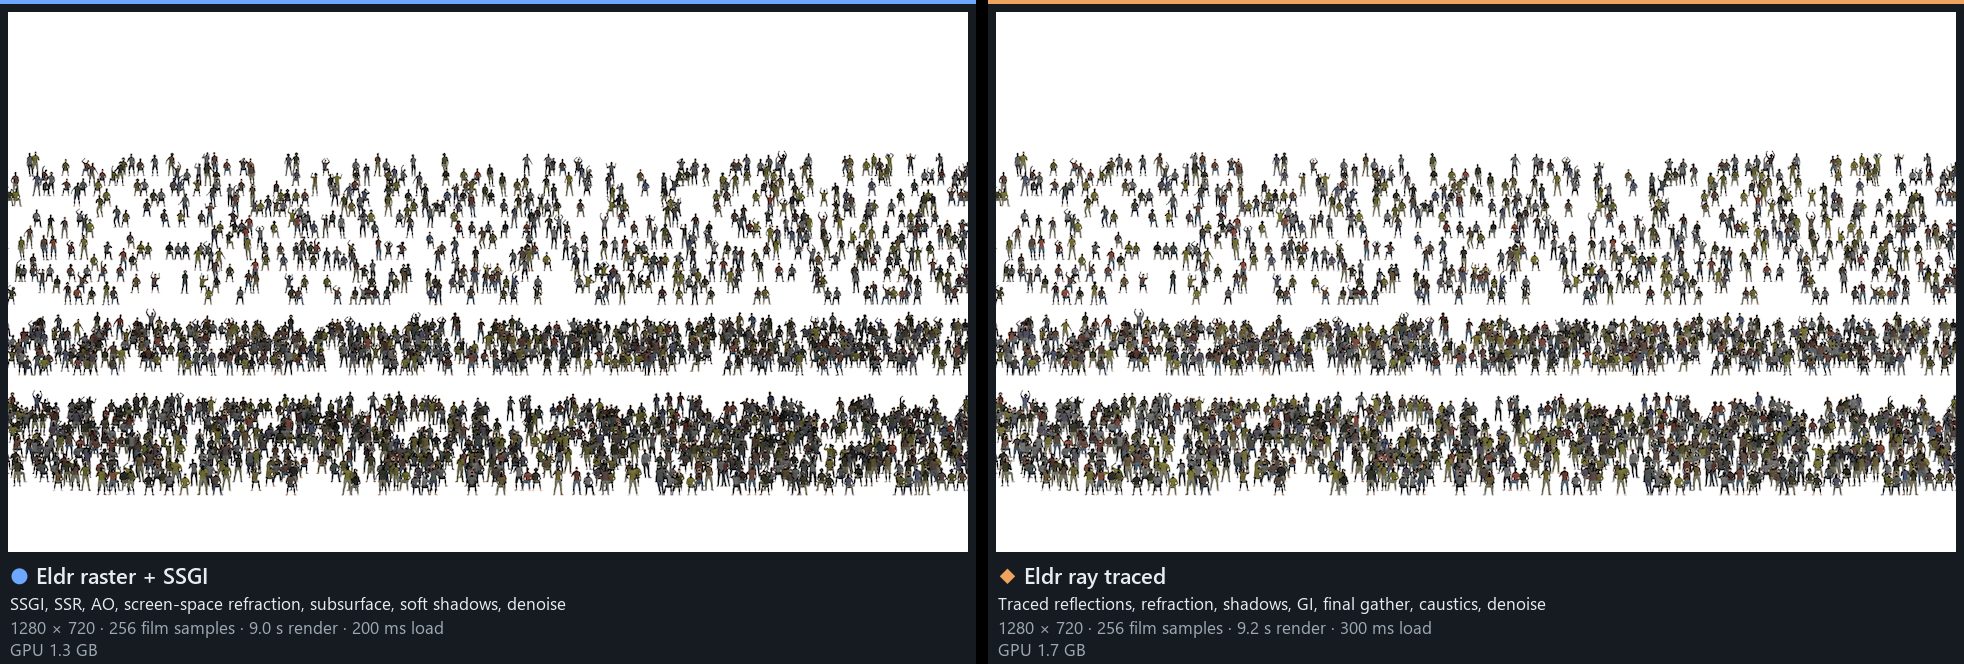 Eldr raster + SSGI
SSGI, SSR, AO, screen-space refraction, subsurface, soft shadows, denoise
1280 × 720 · 256 film samples · 9.0 s render · 200 ms load
GPU 1.3 GB
Eldr ray traced
Traced reflections, refraction, shadows, GI, final gather, caustics, denoise
1280 × 720 · 256 film samples · 9.2 s render · 300 ms load
GPU 1.7 GB